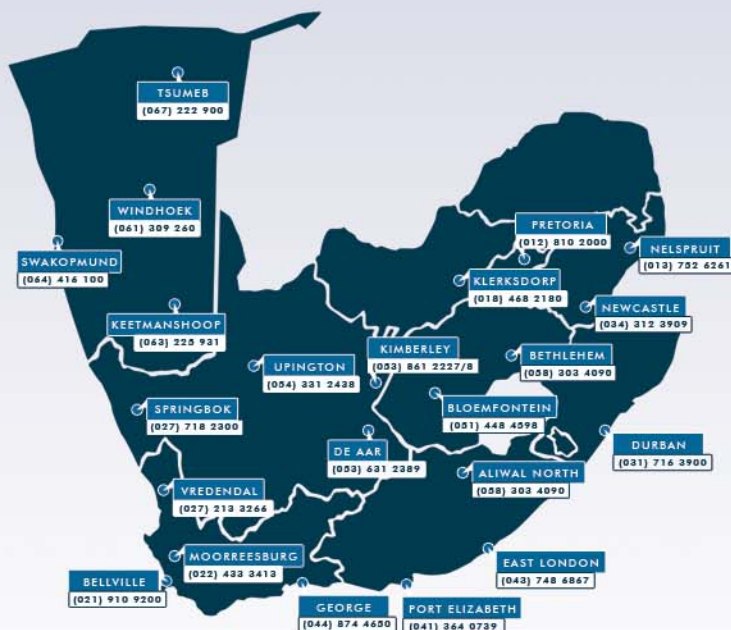 TSUMEB
(067) 222 900
WINDHOEK
(061) 309 260
SWAKOPMUND
(064) 416 100
KEETMANSHOOP
(063) 225 931
PRETORIA
(012) 810 2000
NELSPRUIT
(013) 752 6261
KLERKSDORP
(018) 468 2180
NEWCASTLE
(034) 312 3909
KIMBERLEY
(053) 861 2227/8
BETHLEHEM
(058) 303 4090
UPINGTON
(054) 331 2438
BLOEMFONTEIN
(051) 448 4598
SPRINGBOK
(027) 718 2300
DE AAR
(053) 631 2389
DURBAN
(031) 716 3900
ALIWAL NORTH
(058) 303 4090
VREDENDAL
(027) 213 3266
MOORREESBURG
(022) 433 3413
EAST LONDON
(043) 748 6867
BELLVILLE
(021) 910 9200
GEORGE
(044) 874 4650
PORT ELIZABETH
(041) 364 0739